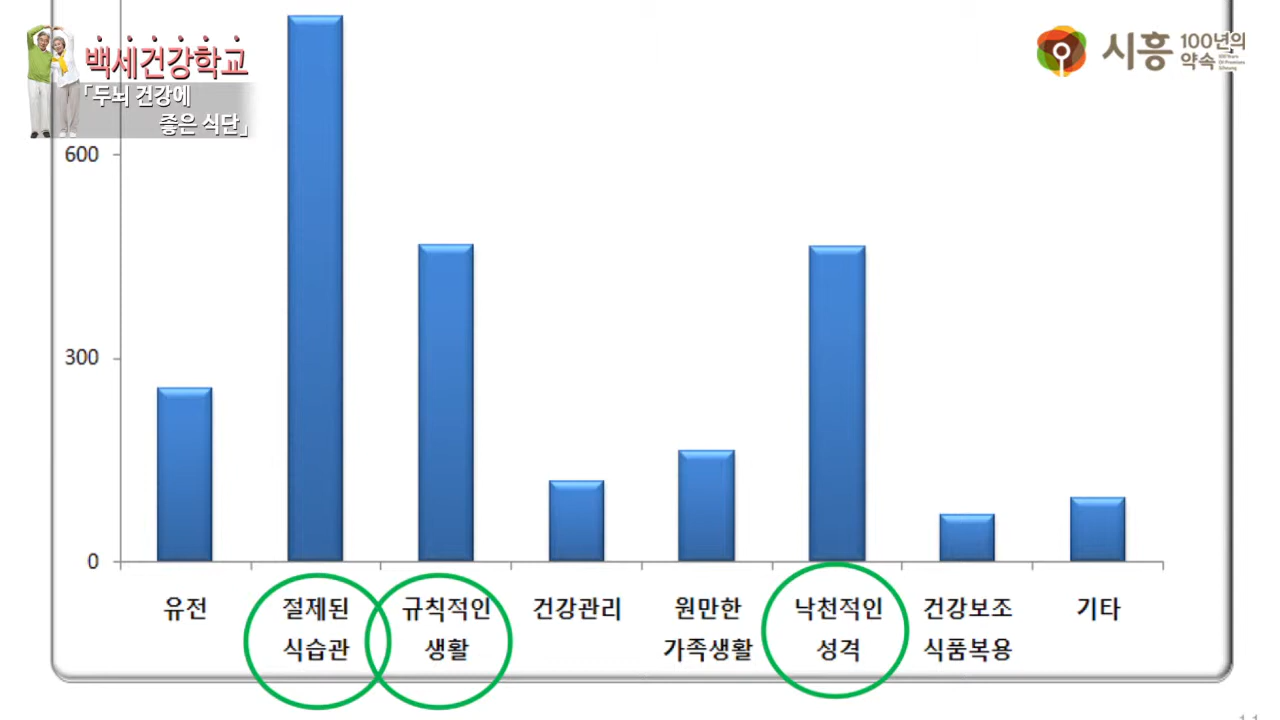 백세건강학교
「두뇌 건강에
좋은 식단」
시흥 100년의
약속
600
300
0
유전
절제된
식습관
규칙적인
생활
건강관리
원만한
가족생활
낙천적인
성격
건강보조
식품복용
기타